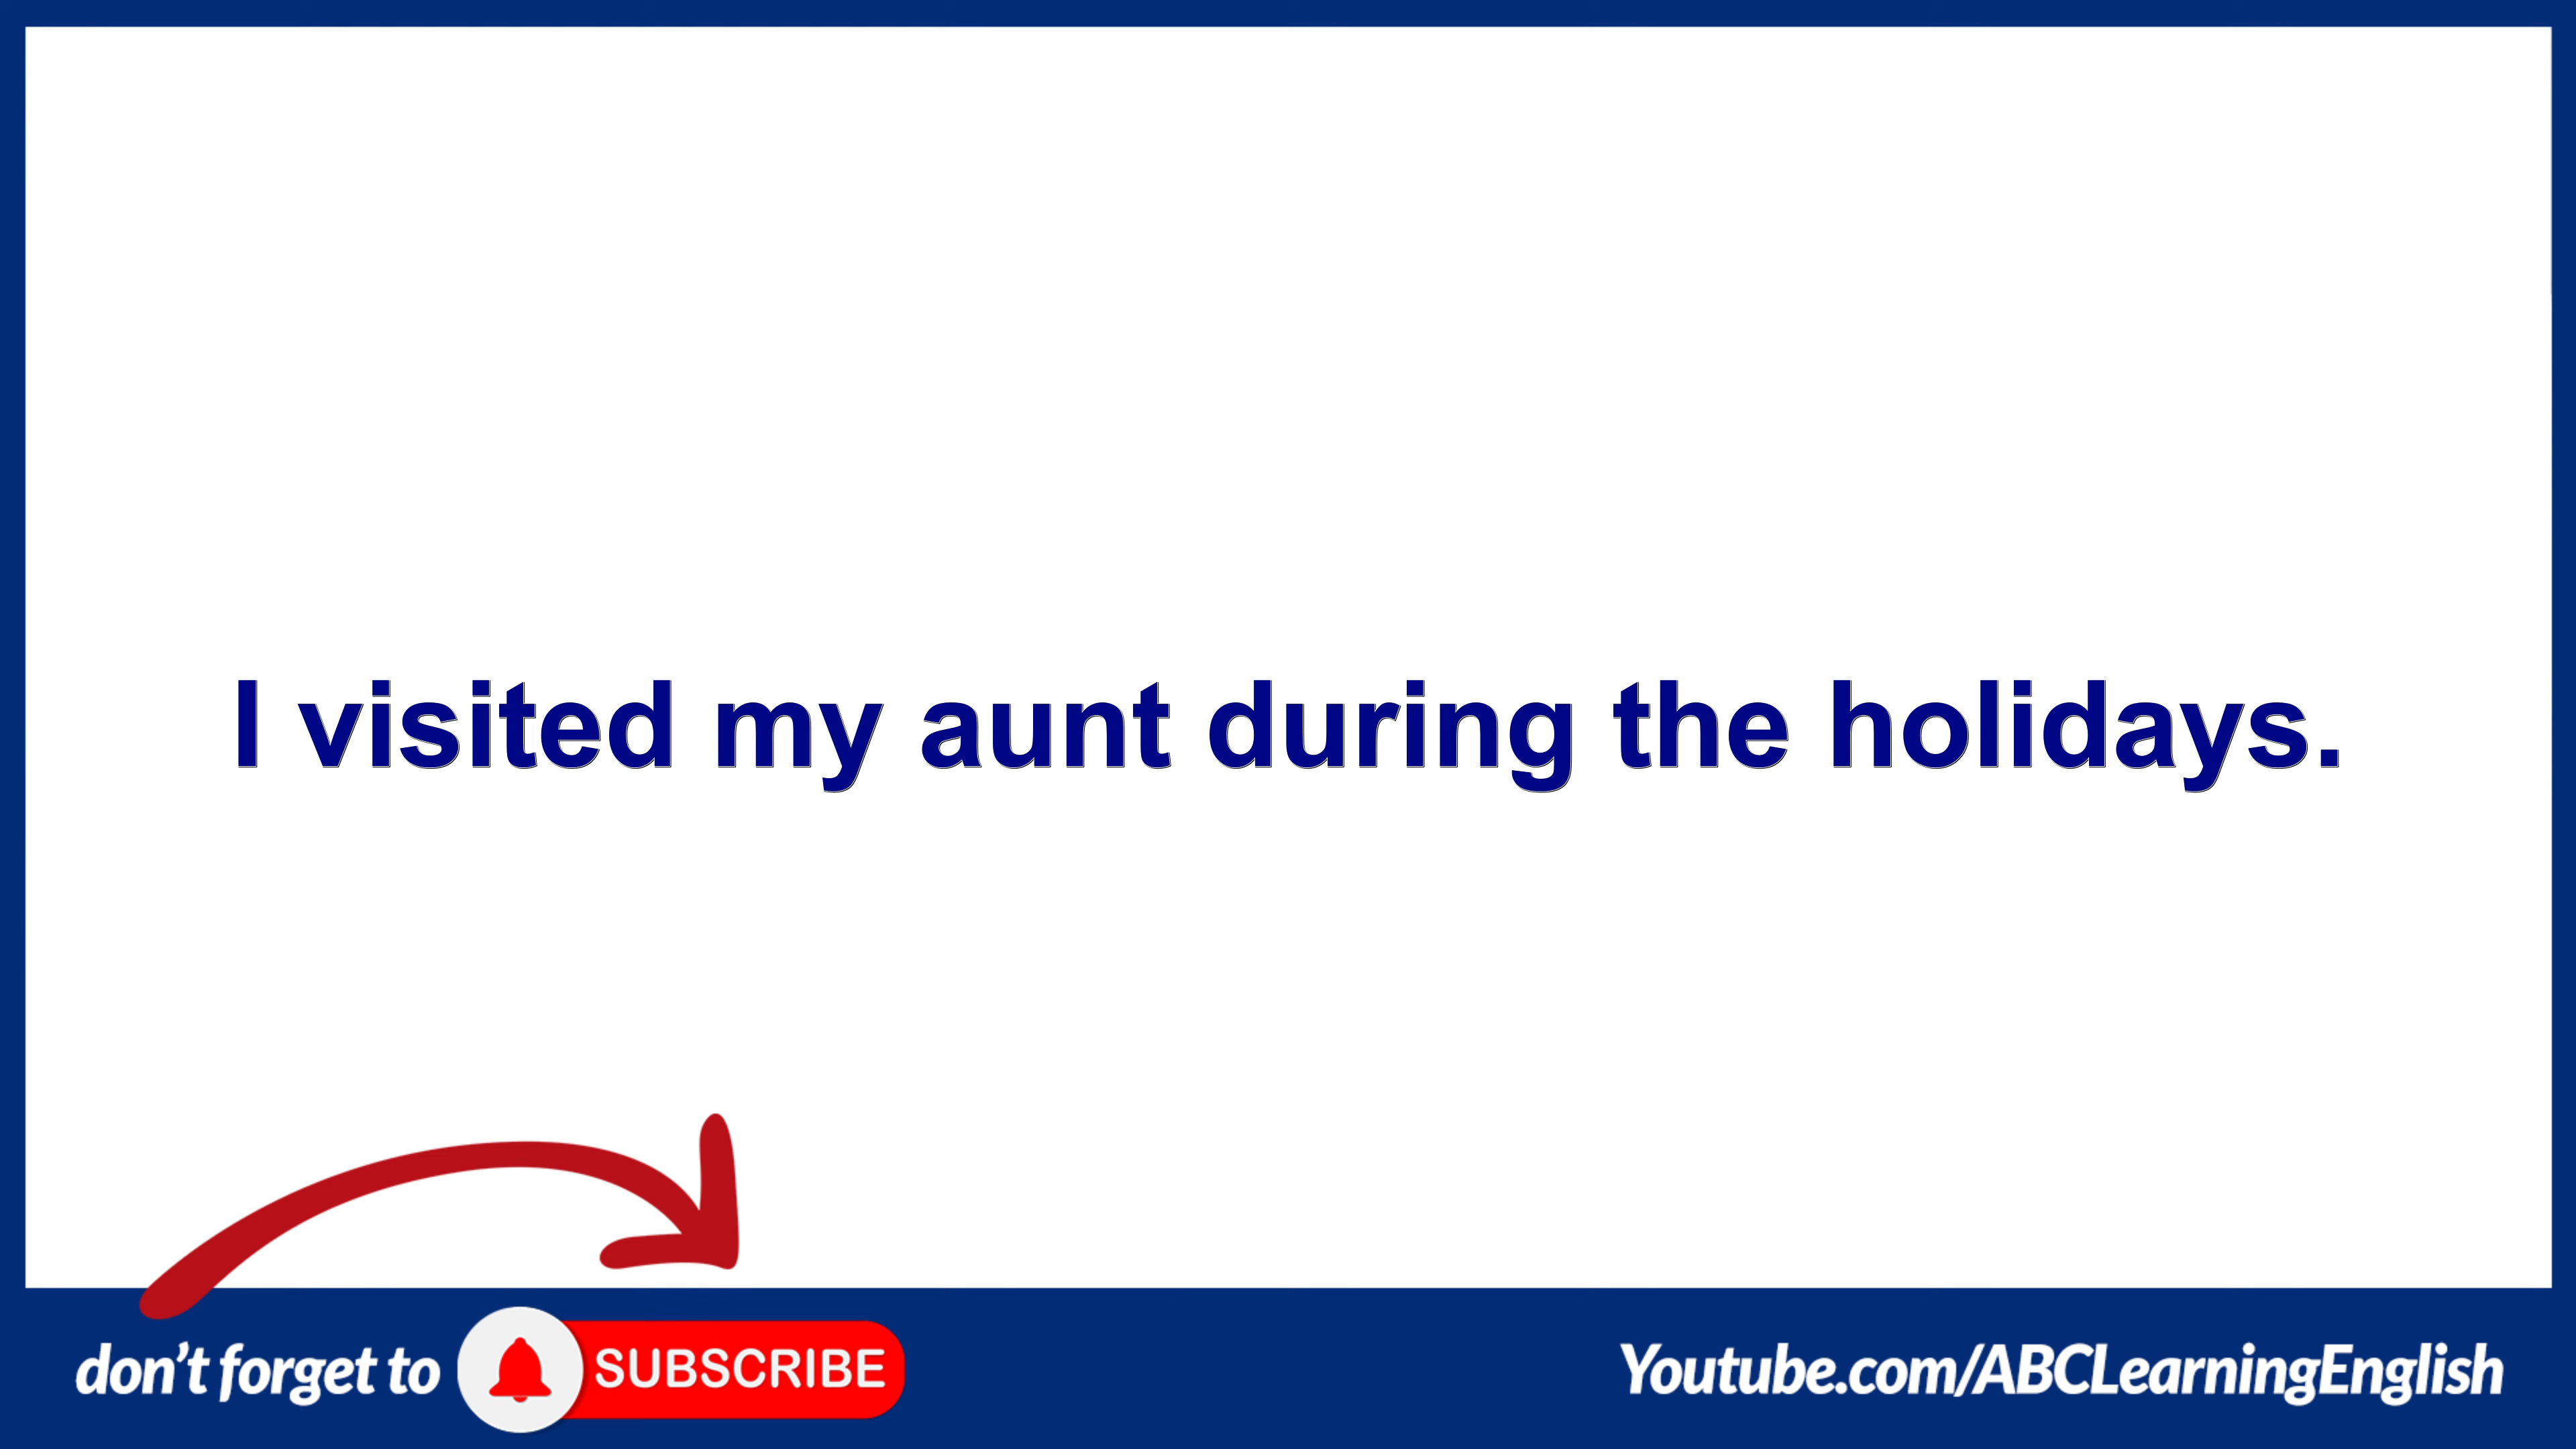 I visited my aunt during the holidays.
don't forget to SUBSCRIBE
Youtube.com/ABCLearningEnglish